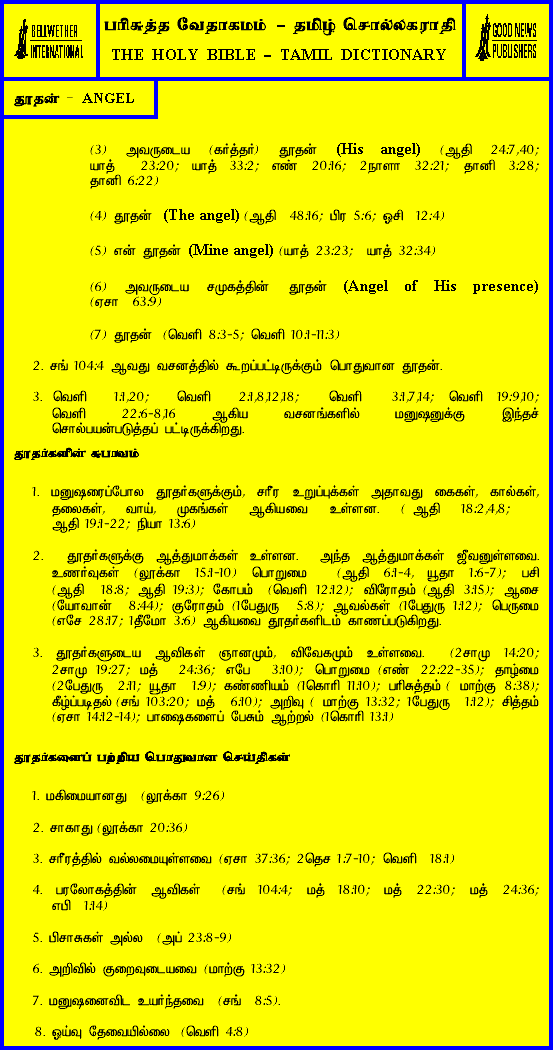 BELLWETHER
INTERNATIONAL
பரிசுத்த வேதாகமம் – தமிழ் சொல்லகராதி
THE HOLY BIBLE – TAMIL DICTIONARY
GOOD NEWS
PUBLISHERS
தூதன் - ANGEL
(3) அவருடைய (கர்த்தர்) தூதன் (His angel) (ஆதி 24:7,40;
யாத் 23:20; யாத் 33:2; எண் 20:16; 2நாளா 32:21; தானி 3:28;
தானி 6:22)
(4) தூதன் (The angel) (ஆதி 48:16; பிர 5:6; ஓசி 12:4)
(5) என் தூதன் (Mine angel) (யாத் 23:23; யாத் 32:34)
(6) அவருடைய சமுகத்தின் தூதன் (Angel of His presence)
(ஏசா 63:9)
(7) தூதன் (வெளி 8:3-5; வெளி 10:1-11:3)
2. சங் 104:4 ஆவது வசனத்தில் கூறப்பட்டிருக்கும் பொதுவான தூதன்.
3. வெளி 1:1,20; வெளி 2:1,8,12,18; வெளி 3:1,7,14; வெளி 19:9,10;
வெளி 22:6-8,16 ஆகிய வசனங்களில் மனுஷனுக்கு இந்தச்
சொல்பயன்படுத்தப் பட்டிருக்கிறது.
தூதர்களின் சுபாவம்
1. மனுஷரைப்போல தூதர்களுக்கும், சரீர உறுப்புக்கள் அதாவது கைகள், கால்கள்,
தலைகள், வாய், முகங்கள் ஆகியவை உள்ளன. ( ஆதி 18:2,4,8;
ஆதி 19:1-22; நியா 13:6)
2. தூதர்களுக்கு ஆத்துமாக்கள் உள்ளன. அந்த ஆத்துமாக்கள் ஜீவனுள்ளவை.
உணர்வுகள் (லூக்கா 15:1-10) பொறுமை (ஆதி 6:1-4, யூதா 1:6-7); பசி
(ஆதி 18:8; ஆதி 19:3); கோபம் (வெளி 12:12); விரோதம் (ஆதி 3:15); ஆசை
(யோவான் 8:44); குரோதம் (1பேதுரு 5:8); ஆவல்கள் (1பேதுரு 1:12); பெருமை
(எசே 28:17; 1தீமோ 3:6) ஆகியவை தூதர்களிடம் காணப்படுகிறது.
3. தூதர்களுடைய ஆவிகள் ஞானமும், விவேகமும் உள்ளவை. (2சாமு 14:20;
2சாமு 19:27; மத் 24:36; எபே 3:10); பொறுமை (எண் 22:22-35); தாழ்மை
(2பேதுரு 2:11; யூதா 1:9); கண்ணியம் (1கொரி 11:10); பரிசுத்தம் ( மாற்கு 8:38);
கீழ்ப்படிதல் (சங் 103:20; மத் 6:10); அறிவு ( மாற்கு 13:32; 1பேதுரு 1:12); சித்தம்
(ஏசா 14:12-14); பாஷைகளைப் பேசும் ஆற்றல் (1கொரி 13:1)
தூதர்களைப் பற்றிய பொதுவான செய்திகள்
1. மகிமையானது (லூக்கா 9:26)
2. சாகாது (லூக்கா 20:36)
3. சரீரத்தில் வல்லமையுள்ளவை (ஏசா 37:36; 2தெச 1:7-10; வெளி 18:1)
4. பரலோகத்தின் ஆவிகள் (சங் 104:4; மத் 18:10; மத் 22:30; மத் 24:36;
எபி 1:14)
5. பிசாசுகள் அல்ல (அப் 23:8-9)
6. அறிவில் குறைவுடையவை (மாற்கு 13:32)
7. மனுஷனைவிட உயர்ந்தவை (சங் 8:5).
8. ஒய்வு தேவையில்லை (வெளி 4:8)